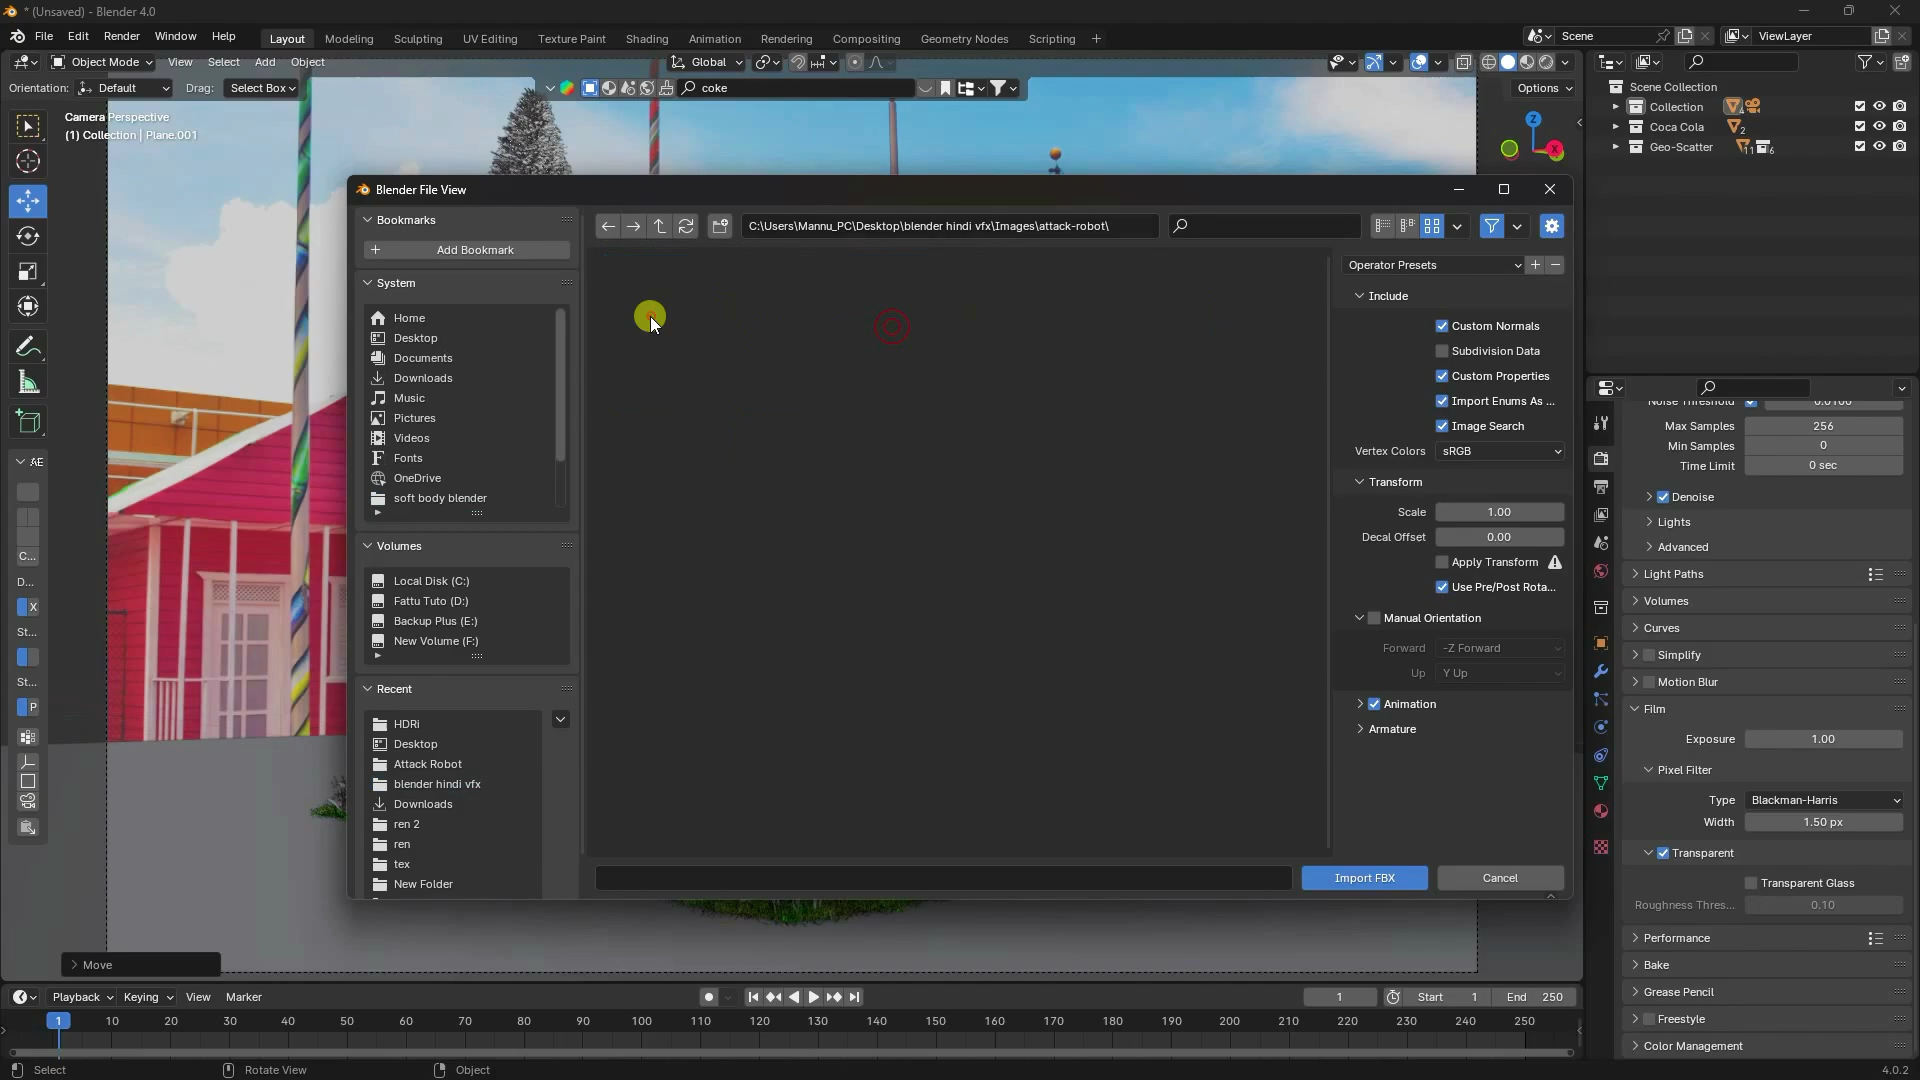 * (Unsaved) - Blender 4.0
File Edit Render Window Help
Layout Modeling Sculpting UV Editing Texture Paint Shading Animation Rendering Compositing Geometry Nodes Scripting +
Scene
ViewLayer
Object Mode View Select Add Object
Global
Orientation: Default Drag: Select Box
coke
Options
Camera Perspective
(1) Collection | Plane.001
Z
X
Scene Collection
Collection 4
Coca Cola 2
Geo-Scatter 11 6
Blender File View
Bookmarks
Add Bookmark
C:\Users\Mannu_PC\Desktop\blender hindi vfx\Images\attack-robot\
System
Home
Desktop
Documents
Downloads
Music
Pictures
Videos
Fonts
OneDrive
soft body blender
Volumes
Local Disk (C:)
Fattu Tuto (D:)
Backup Plus (E:)
New Volume (F:)
Recent
HDRi
Desktop
Attack Robot
blender hindi vfx
Downloads
ren 2
ren
tex
New Folder
Operator Presets
Include
Custom Normals
Subdivision Data
Custom Properties
Import Enums As ...
Image Search
Vertex Colors sRGB
Transform
Scale 1.00
Decal Offset 0.00
Apply Transform
Use Pre/Post Rota...
Manual Orientation
Forward -Z Forward
Up Y Up
Animation
Armature
Import FBX
Cancel
AE
C...
D...
X
St...
St...
P
Noise Threshold 0.0100
Max Samples 256
Min Samples 0
Time Limit 0 sec
Denoise
Lights
Advanced
Light Paths
Volumes
Curves
Simplify
Motion Blur
Film
Exposure 1.00
Pixel Filter
Type Blackman-Harris
Width 1.50 px
Transparent
Transparent Glass
Roughness Thres... 0.10
Performance
Bake
Grease Pencil
Freestyle
Color Management
Move
Playback Keying View Marker
1
Start 1 End 250
1 10 20 30 40 50 60 70 80 90 100 110 120 130 140 150 160 170 180 190 200 210 220 230 240 250
Select
Rotate View
Object
4.0.2